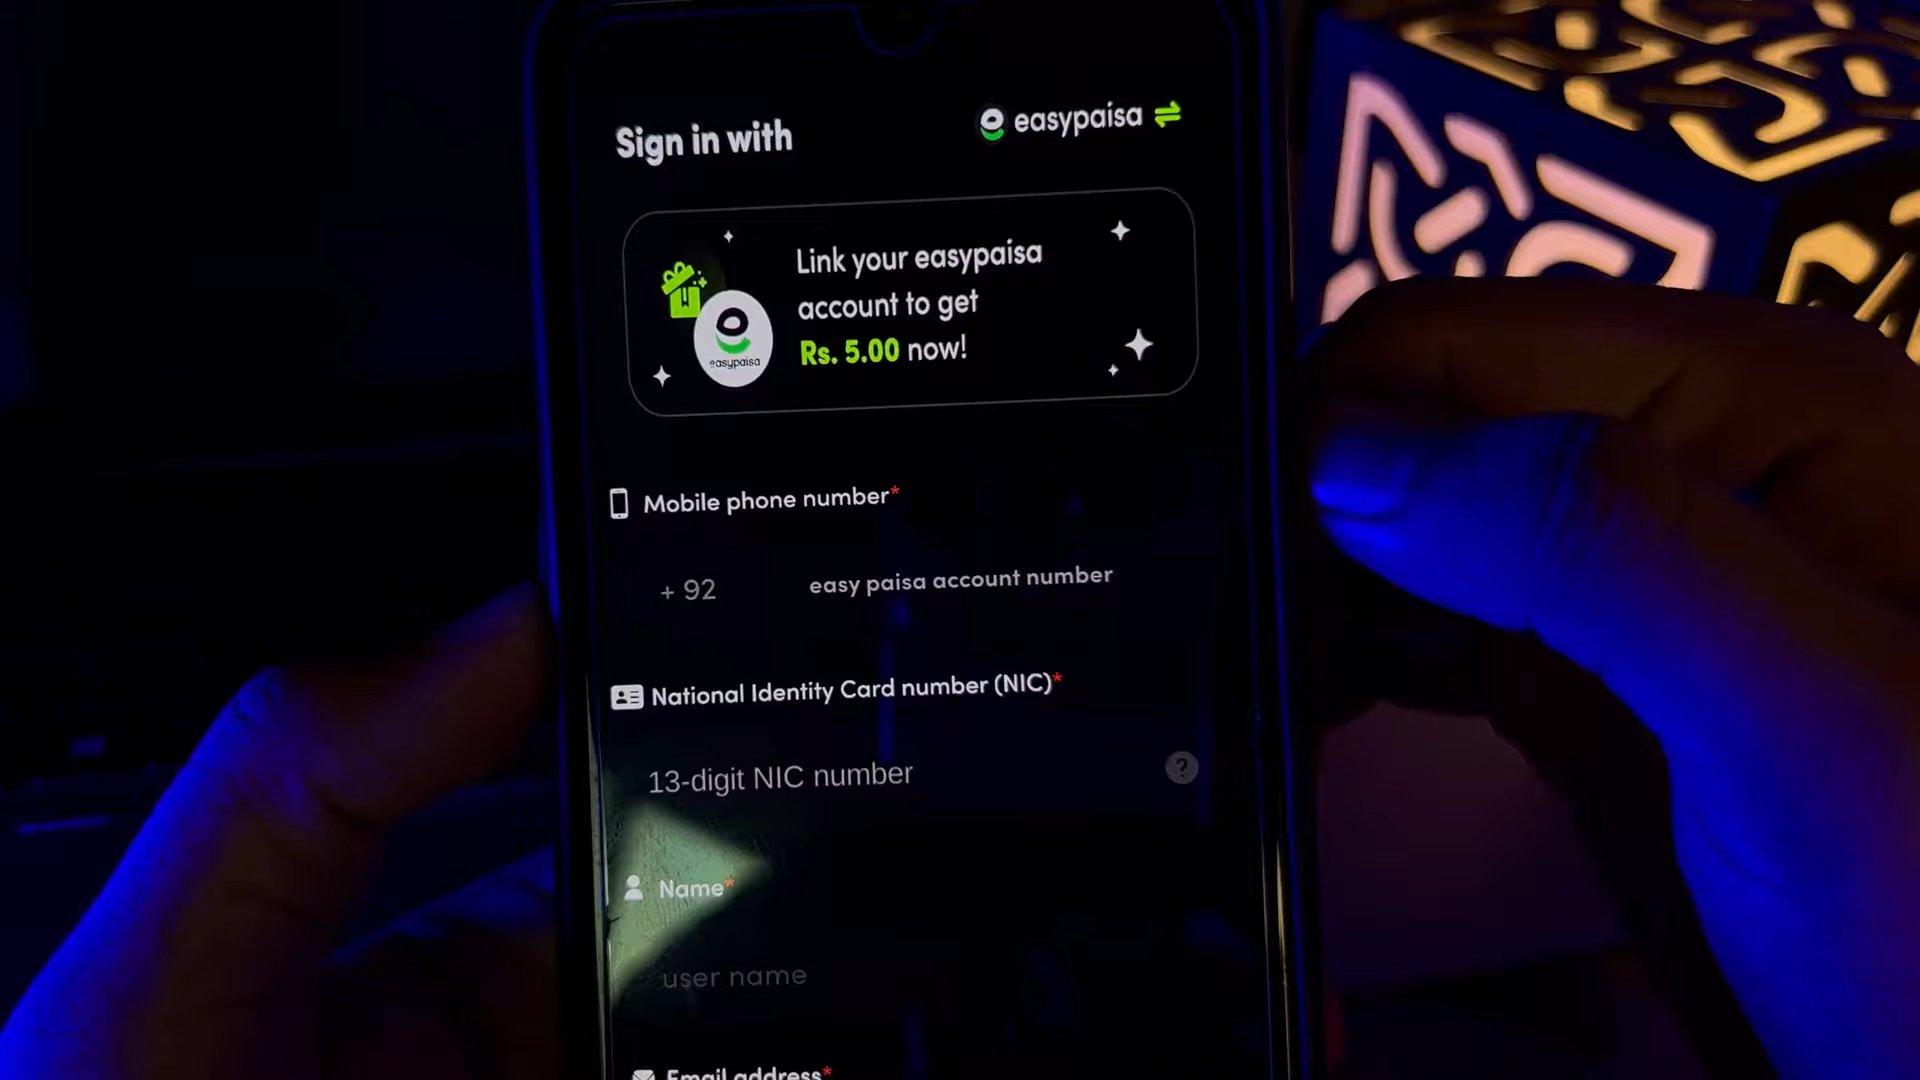 Sign in with
easypaisa
Link your easypaisa
account to get
Rs. 5.00 now!
easypaisa
Mobile phone number*
+ 92
easy paisa account number
National Identity Card number (NIC)*
13-digit NIC number
?
Name*
user name
Email address*